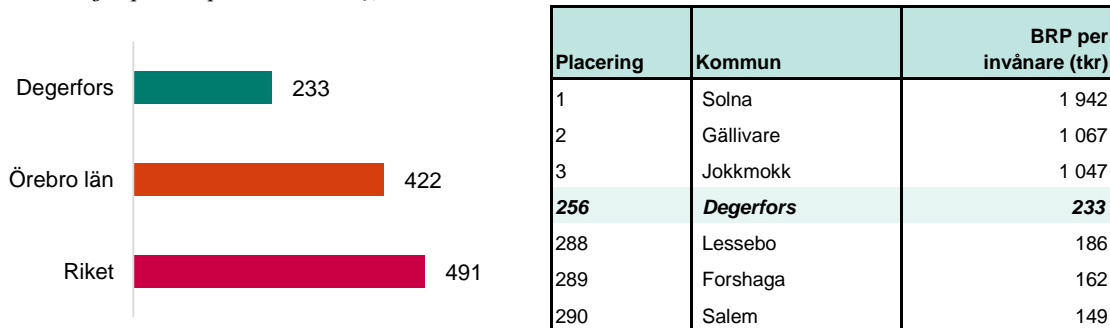 Degerfors 233
Örebro län 422
Riket 491
Placering Kommun BRP per invånare (tkr)
1 Solna 1 942
2 Gällivare 1 067
3 Jokkmokk 1 047
256 Degerfors 233
288 Lessebo 186
289 Forshaga 162
290 Salem 149